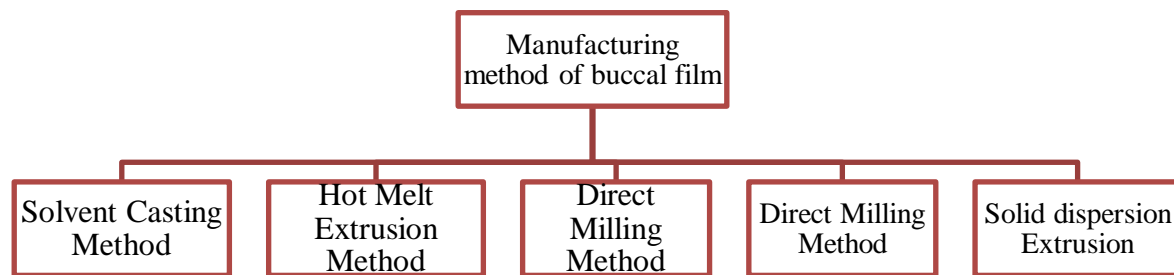 Manufacturing
method of buccal film
Solvent Casting
Method
Hot Melt
Extrusion
Method
Direct
Milling
Method
Direct Milling
Method
Solid dispersion
Extrusion